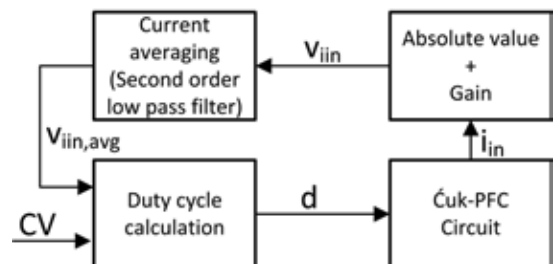 Current
averaging
(Second order
low pass filter)
v_iin
Absolute value
+
Gain
v_iin,avg
i_in
CV
Duty cycle
calculation
d
Ćuk-PFC
Circuit